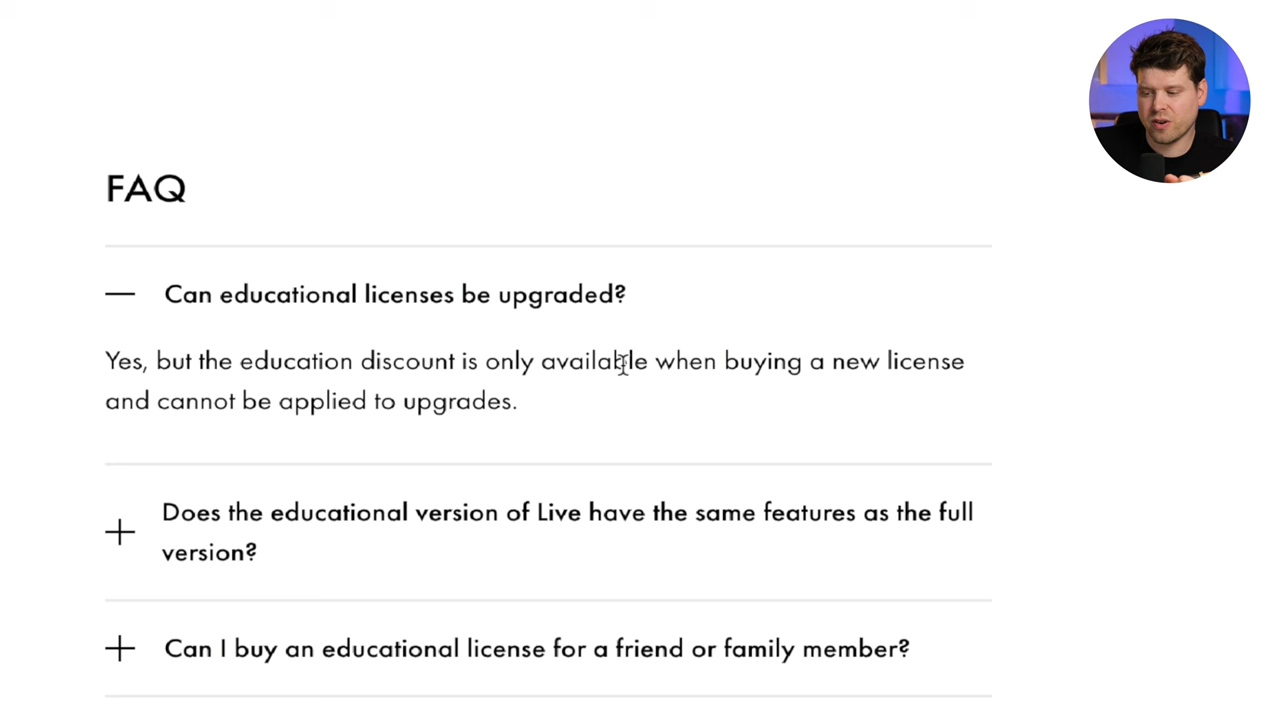 FAQ
Can educational licenses be upgraded?
Yes, but the education discount is only available when buying a new license
and cannot be applied to upgrades.
Does the educational version of Live have the same features as the full
version?
Can I buy an educational license for a friend or family member?